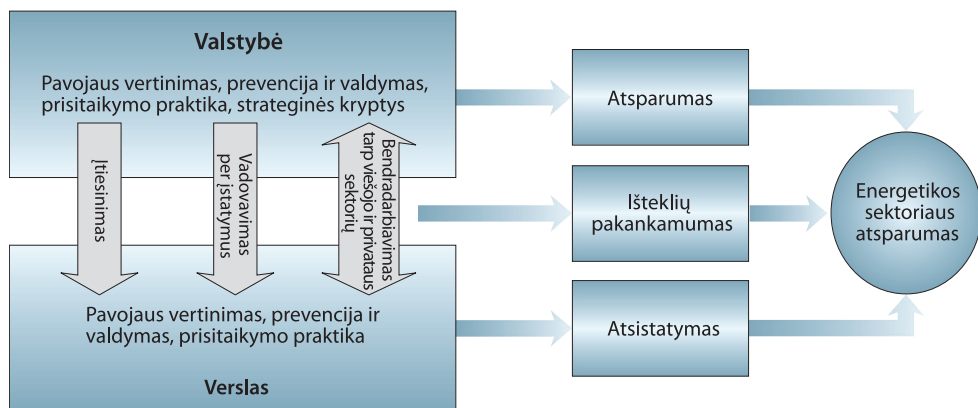 Valstybė
Pavojaus vertinimas, prevencija ir valdymas,
prisitaikymo praktika, strateginės kryptys
Įtiesinimas
Vadovavimas
per įstatymus
Bendradarbiavimas
tarp viešojo ir privataus
sektorių
Pavojaus vertinimas, prevencija ir
valdymas, prisitaikymo praktika
Verslas
Atsparumas
Išteklių
pakankamumas
Atsistatymas
Energetikos
sektoriaus
atsparumas